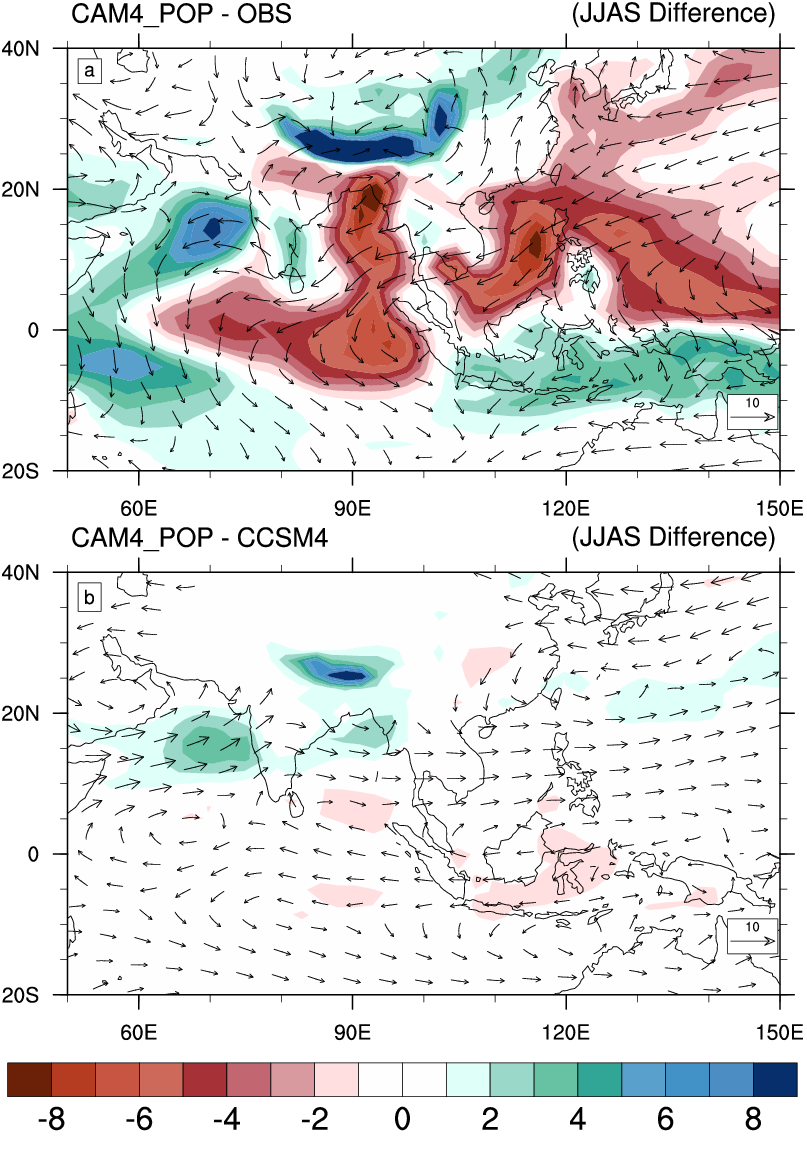 CAM4_POP - OBS (JJAS Difference)
a
40N
20N
0
20S
10
60E 90E 120E 150E
CAM4_POP - CCSM4 (JJAS Difference)
b
40N
20N
0
20S
10
60E 90E 120E 150E
-8 -6 -4 -2 0 2 4 6 8